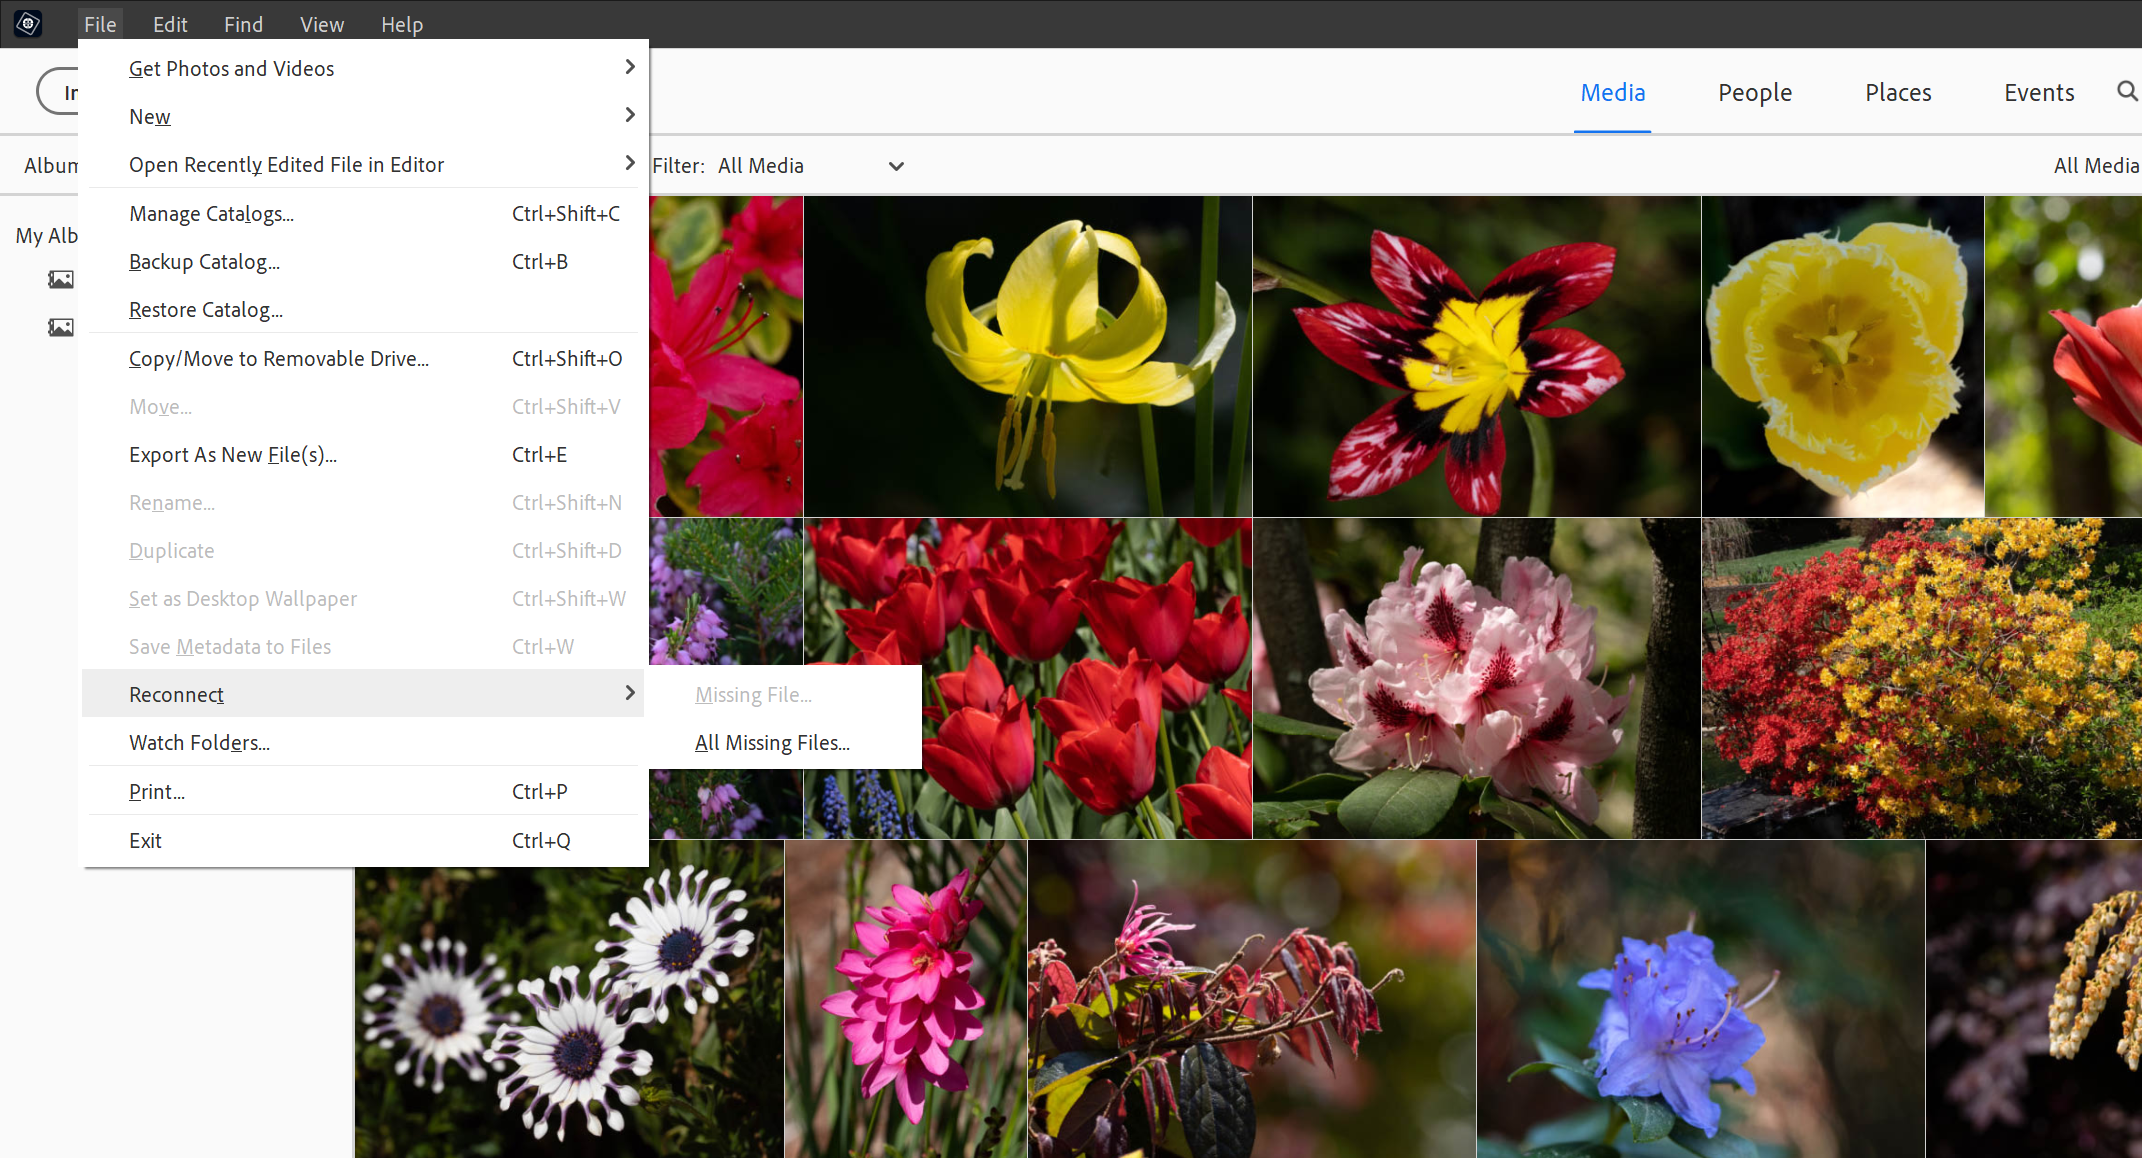 File Edit Find View Help
Get Photos and Videos
New
Open Recently Edited File in Editor
Manage Catalogs... Ctrl+Shift+C
Backup Catalog... Ctrl+B
Restore Catalog...
Copy/Move to Removable Drive... Ctrl+Shift+O
Move... Ctrl+Shift+V
Export As New File(s)... Ctrl+E
Rename... Ctrl+Shift+N
Duplicate Ctrl+Shift+D
Set as Desktop Wallpaper Ctrl+Shift+W
Save Metadata to Files Ctrl+W
Reconnect
Watch Folders...
Print... Ctrl+P
Exit Ctrl+Q
Missing File...
All Missing Files...
Media People Places Events
Filter: All Media
All Media
My Alb
Album